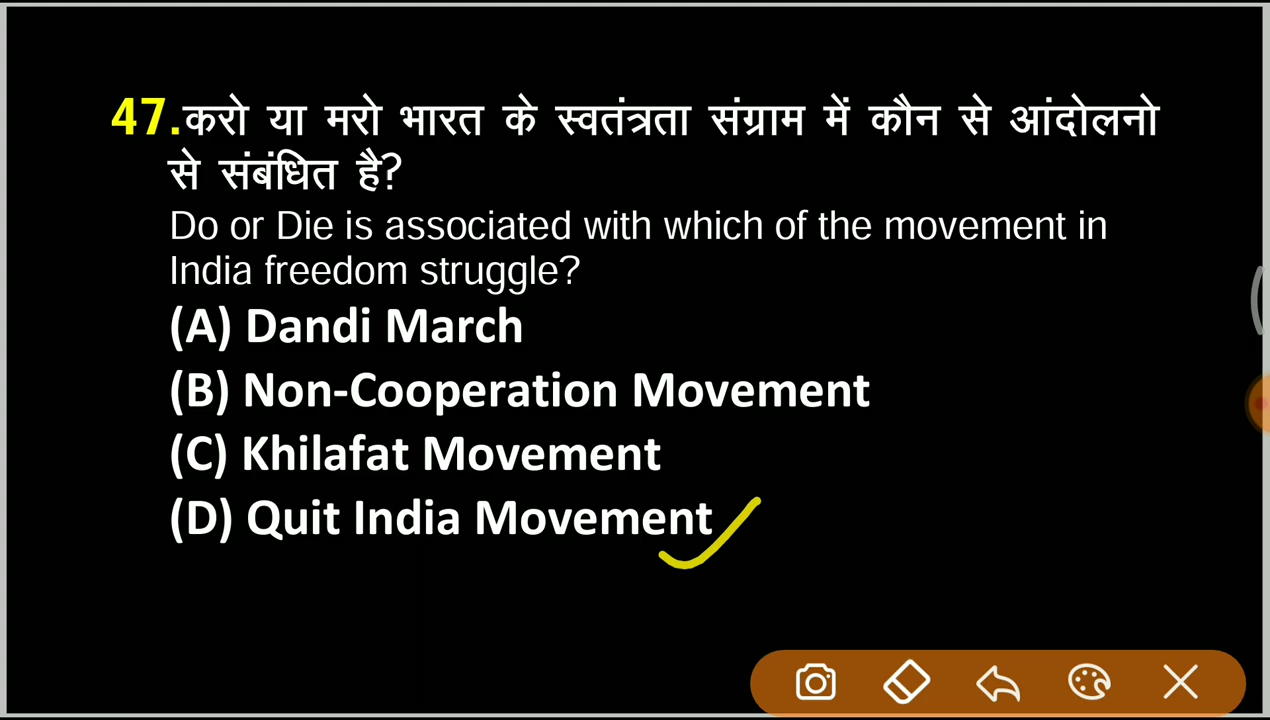 47.करो या मरो भारत के स्वतंत्रता संग्राम में कौन से आंदोलनो
से संबंधित है?
Do or Die is associated with which of the movement in
India freedom struggle?
(A) Dandi March
(B) Non-Cooperation Movement
(C) Khilafat Movement
(D) Quit India Movement